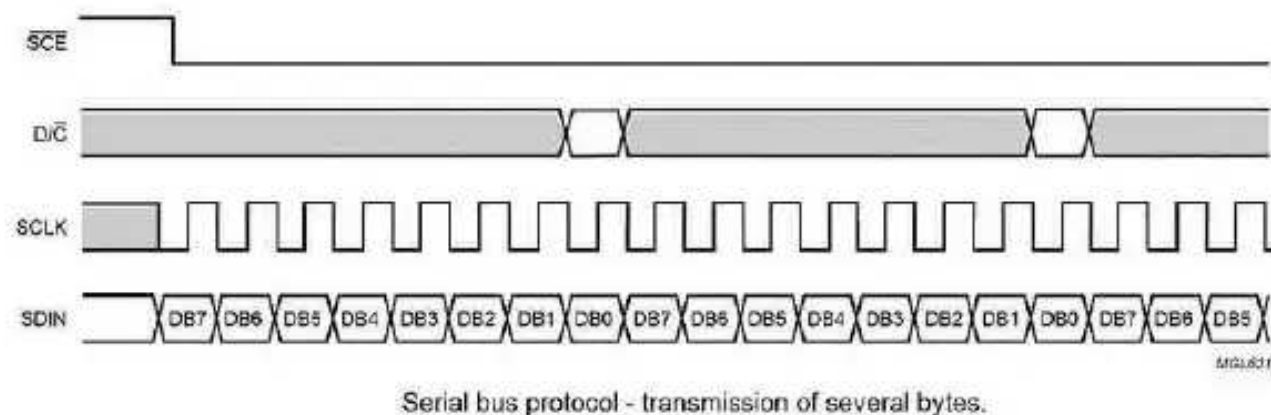 SCE
D/C
SCLK
SDIN DB7 DB6 DB5 DB4 DB3 DB2 DB1 DB0 DB7 DB6 DB5 DB4 DB3 DB2 DB1 DB0 DB7 DB6 DB5
Serial bus protocol - transmission of several bytes.